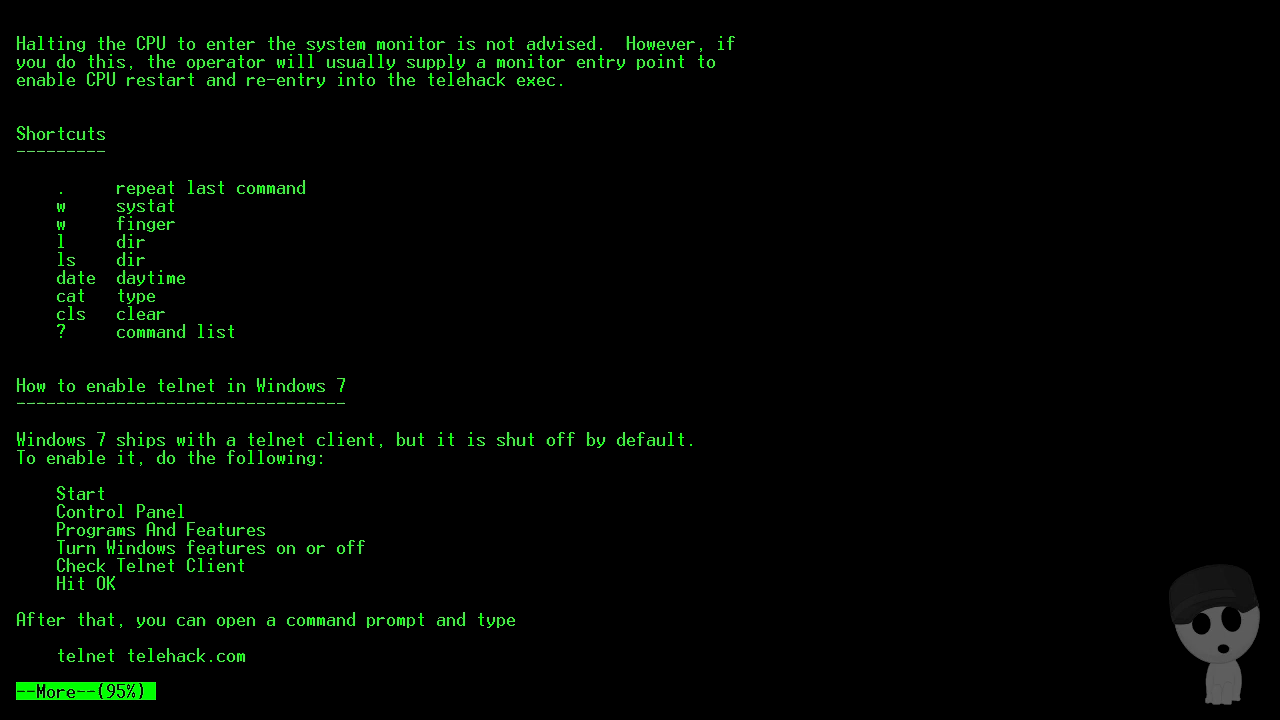 Halting the CPU to enter the system monitor is not advised.  However, if
you do this, the operator will usually supply a monitor entry point to
enable CPU restart and re-entry into the telehack exec.
Shortcuts
---------
.     repeat last command
w     systat
w     finger
l     dir
ls    dir
date  daytime
cat   type
cls   clear
?     command list
How to enable telnet in Windows 7
---------------------------------
Windows 7 ships with a telnet client, but it is shut off by default.
To enable it, do the following:
Start
Control Panel
Programs And Features
Turn Windows features on or off
Check Telnet Client
Hit OK
After that, you can open a command prompt and type
telnet telehack.com
--More--(95%)